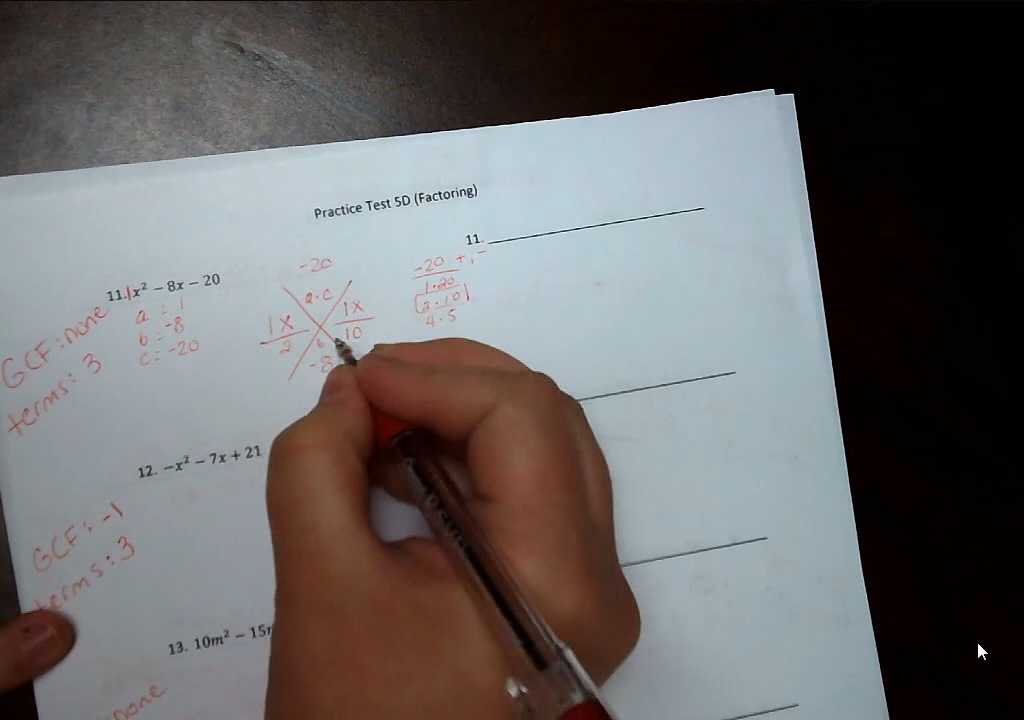 Practice Test 5D (Factoring)
11.
11. 1x² − 8x − 20
GCF: none
terms: 3
a = 1
b = -8
c = -20
-20
a·c
1x 1x
2 10
b
-8
-20 +,-
1·20
2·10
4·5
12. −x² − 7x + 21
GCF: -1
terms: 3
13. 10m² − 15
none